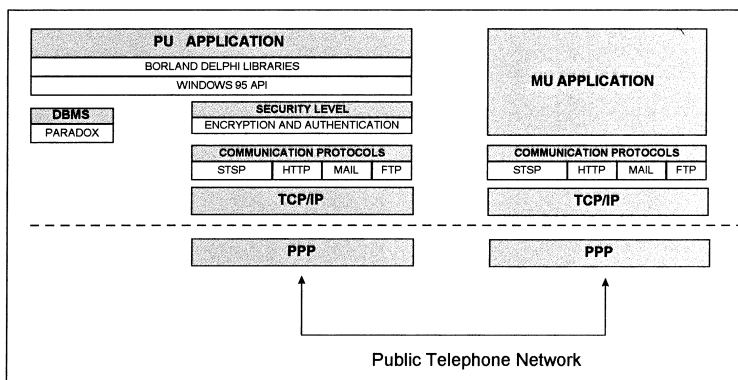 PU APPLICATION
BORLAND DELPHI LIBRARIES
WINDOWS 95 API
MU APPLICATION
DBMS
PARADOX
SECURITY LEVEL
ENCRYPTION AND AUTHENTICATION
COMMUNICATION PROTOCOLS
STSP HTTP MAIL FTP
TCP/IP
COMMUNICATION PROTOCOLS
STSP HTTP MAIL FTP
TCP/IP
PPP
PPP
Public Telephone Network